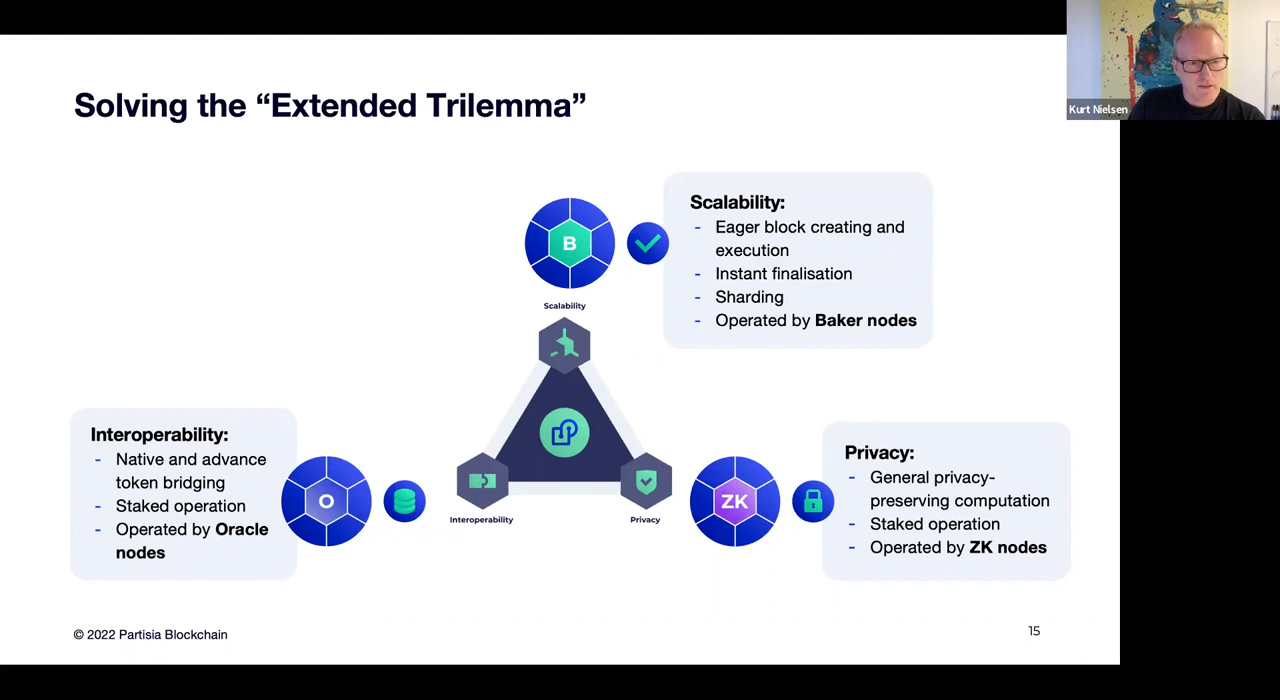 Kurt Nielsen
Solving the “Extended Trilemma”
Scalability:
- Eager block creating and
execution
- Instant finalisation
- Sharding
- Operated by Baker nodes
B
Scalability
Interoperability:
- Native and advance
token bridging
- Staked operation
- Operated by Oracle
nodes
O
Interoperability
Privacy
ZK
Privacy:
- General privacy-
preserving computation
- Staked operation
- Operated by ZK nodes
© 2022 Partisia Blockchain
15